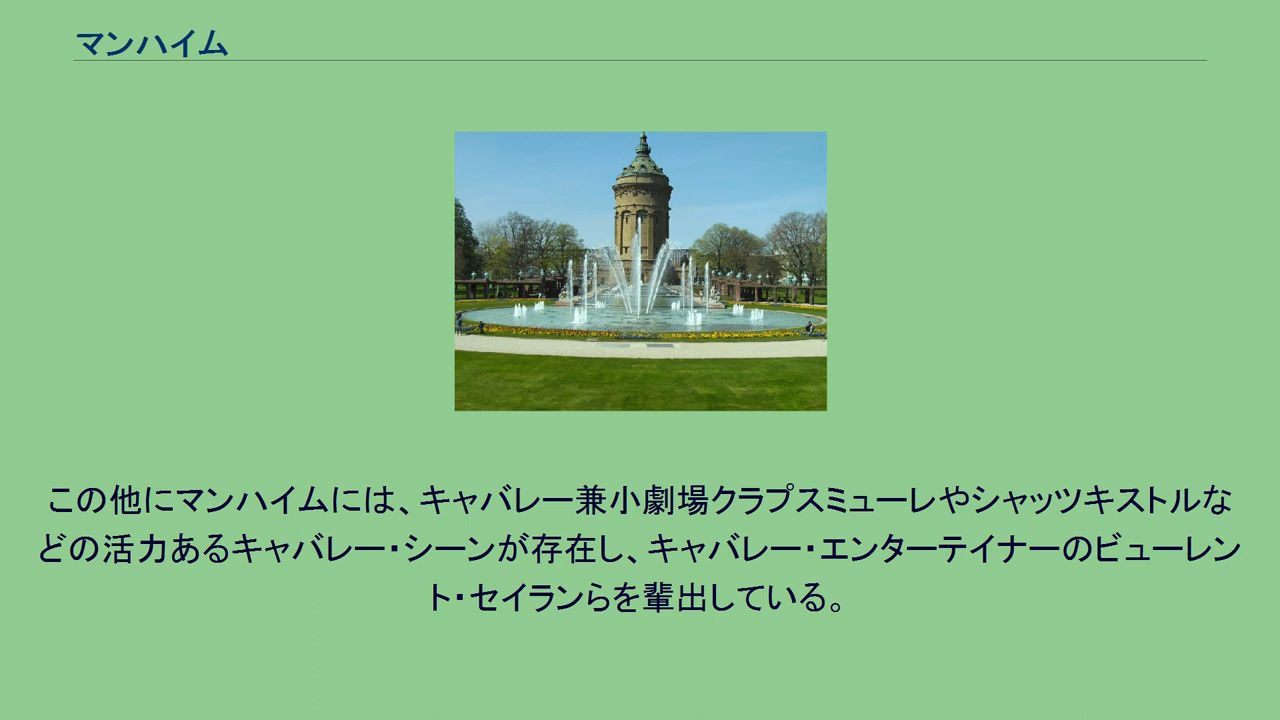 マンハイム
この他にマンハイムには、キャバレー兼小劇場クラプスミューレやシャッツキストルな
どの活力あるキャバレー・シーンが存在し、キャバレー・エンターテイナーのビューレン
ト・セイランらを輩出している。